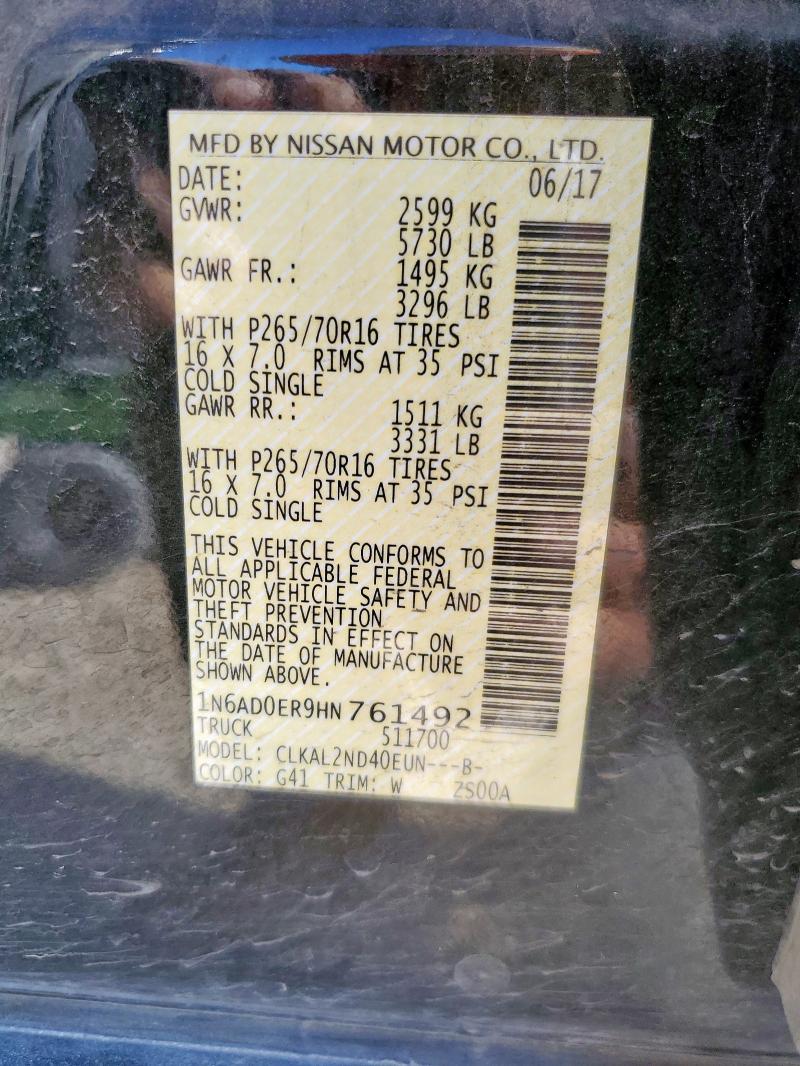 MFD BY NISSAN MOTOR CO., LTD.
DATE: 06/17
GVWR: 2599 KG
5730 LB
GAWR FR.: 1495 KG
3296 LB
WITH P265/70R16 TIRES
16 X 7.0 RIMS AT 35 PSI
COLD SINGLE
GAWR RR.: 1511 KG
3331 LB
WITH P265/70R16 TIRES
16 X 7.0 RIMS AT 35 PSI
COLD SINGLE
THIS VEHICLE CONFORMS TO
ALL APPLICABLE FEDERAL
MOTOR VEHICLE SAFETY AND
THEFT PREVENTION
STANDARDS IN EFFECT ON
THE DATE OF MANUFACTURE
SHOWN ABOVE.
1N6AD0ER9HN761492
TRUCK 511700
MODEL: CLKAL2ND40EUN---B-
COLOR: G41 TRIM: W ZS00A